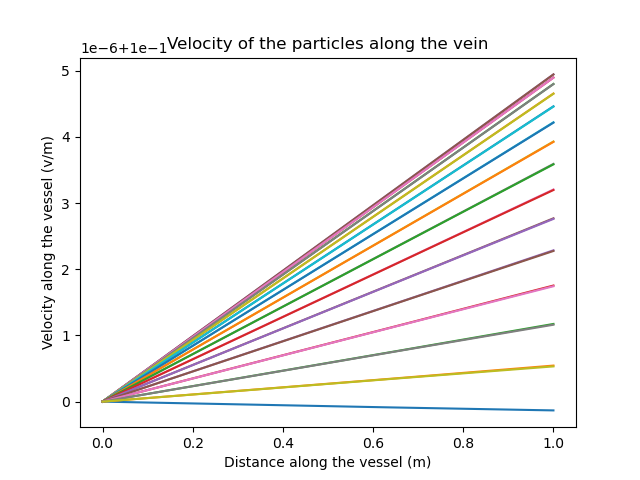 Velocity of the particles along the vein
1e−6+1e−1
5
4
3
2
1
0
Velocity along the vessel (v/m)
0.0 0.2 0.4 0.6 0.8 1.0
Distance along the vessel (m)